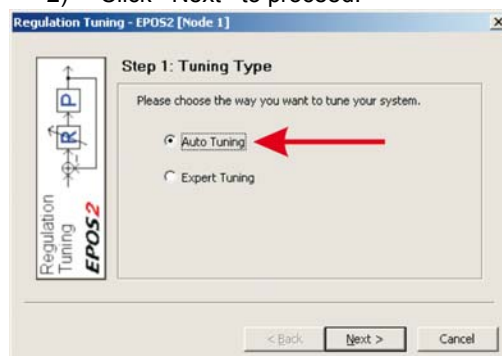 2) Click "Next" to proceed.
Regulation Tuning - EPOS2 [Node 1]
Step 1: Tuning Type
Please choose the way you want to tune your system.
Auto Tuning
Expert Tuning
P
R
Regulation
Tuning
EPOS2
< Back
Next >
Cancel